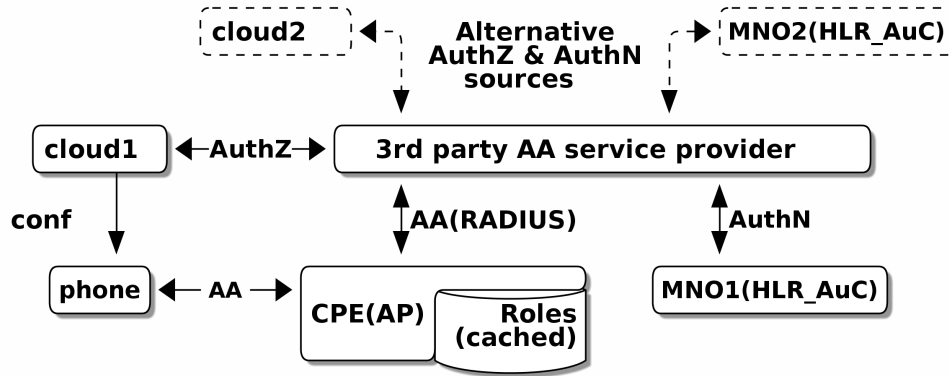 cloud2
Alternative
AuthZ & AuthN
sources
MNO2(HLR_AuC)
cloud1
AuthZ
3rd party AA service provider
conf
AA(RADIUS)
AuthN
phone
AA
CPE(AP)
Roles
(cached)
MNO1(HLR_AuC)